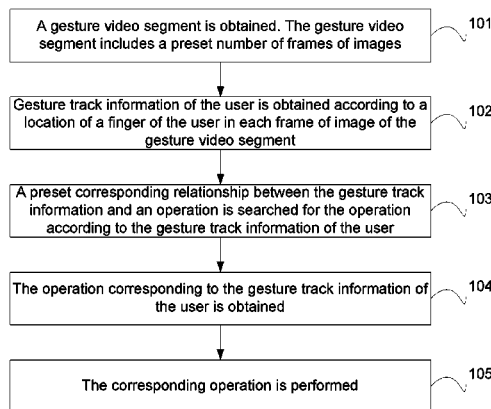 A gesture video segment is obtained. The gesture video
segment includes a preset number of frames of images
101
Gesture track information of the user is obtained according to a
location of a finger of the user in each frame of image of the
gesture video segment
102
A preset corresponding relationship between the gesture track
information and an operation is searched for the operation
according to the gesture track information of the user
103
The operation corresponding to the gesture track information of
the user is obtained
104
The corresponding operation is performed
105